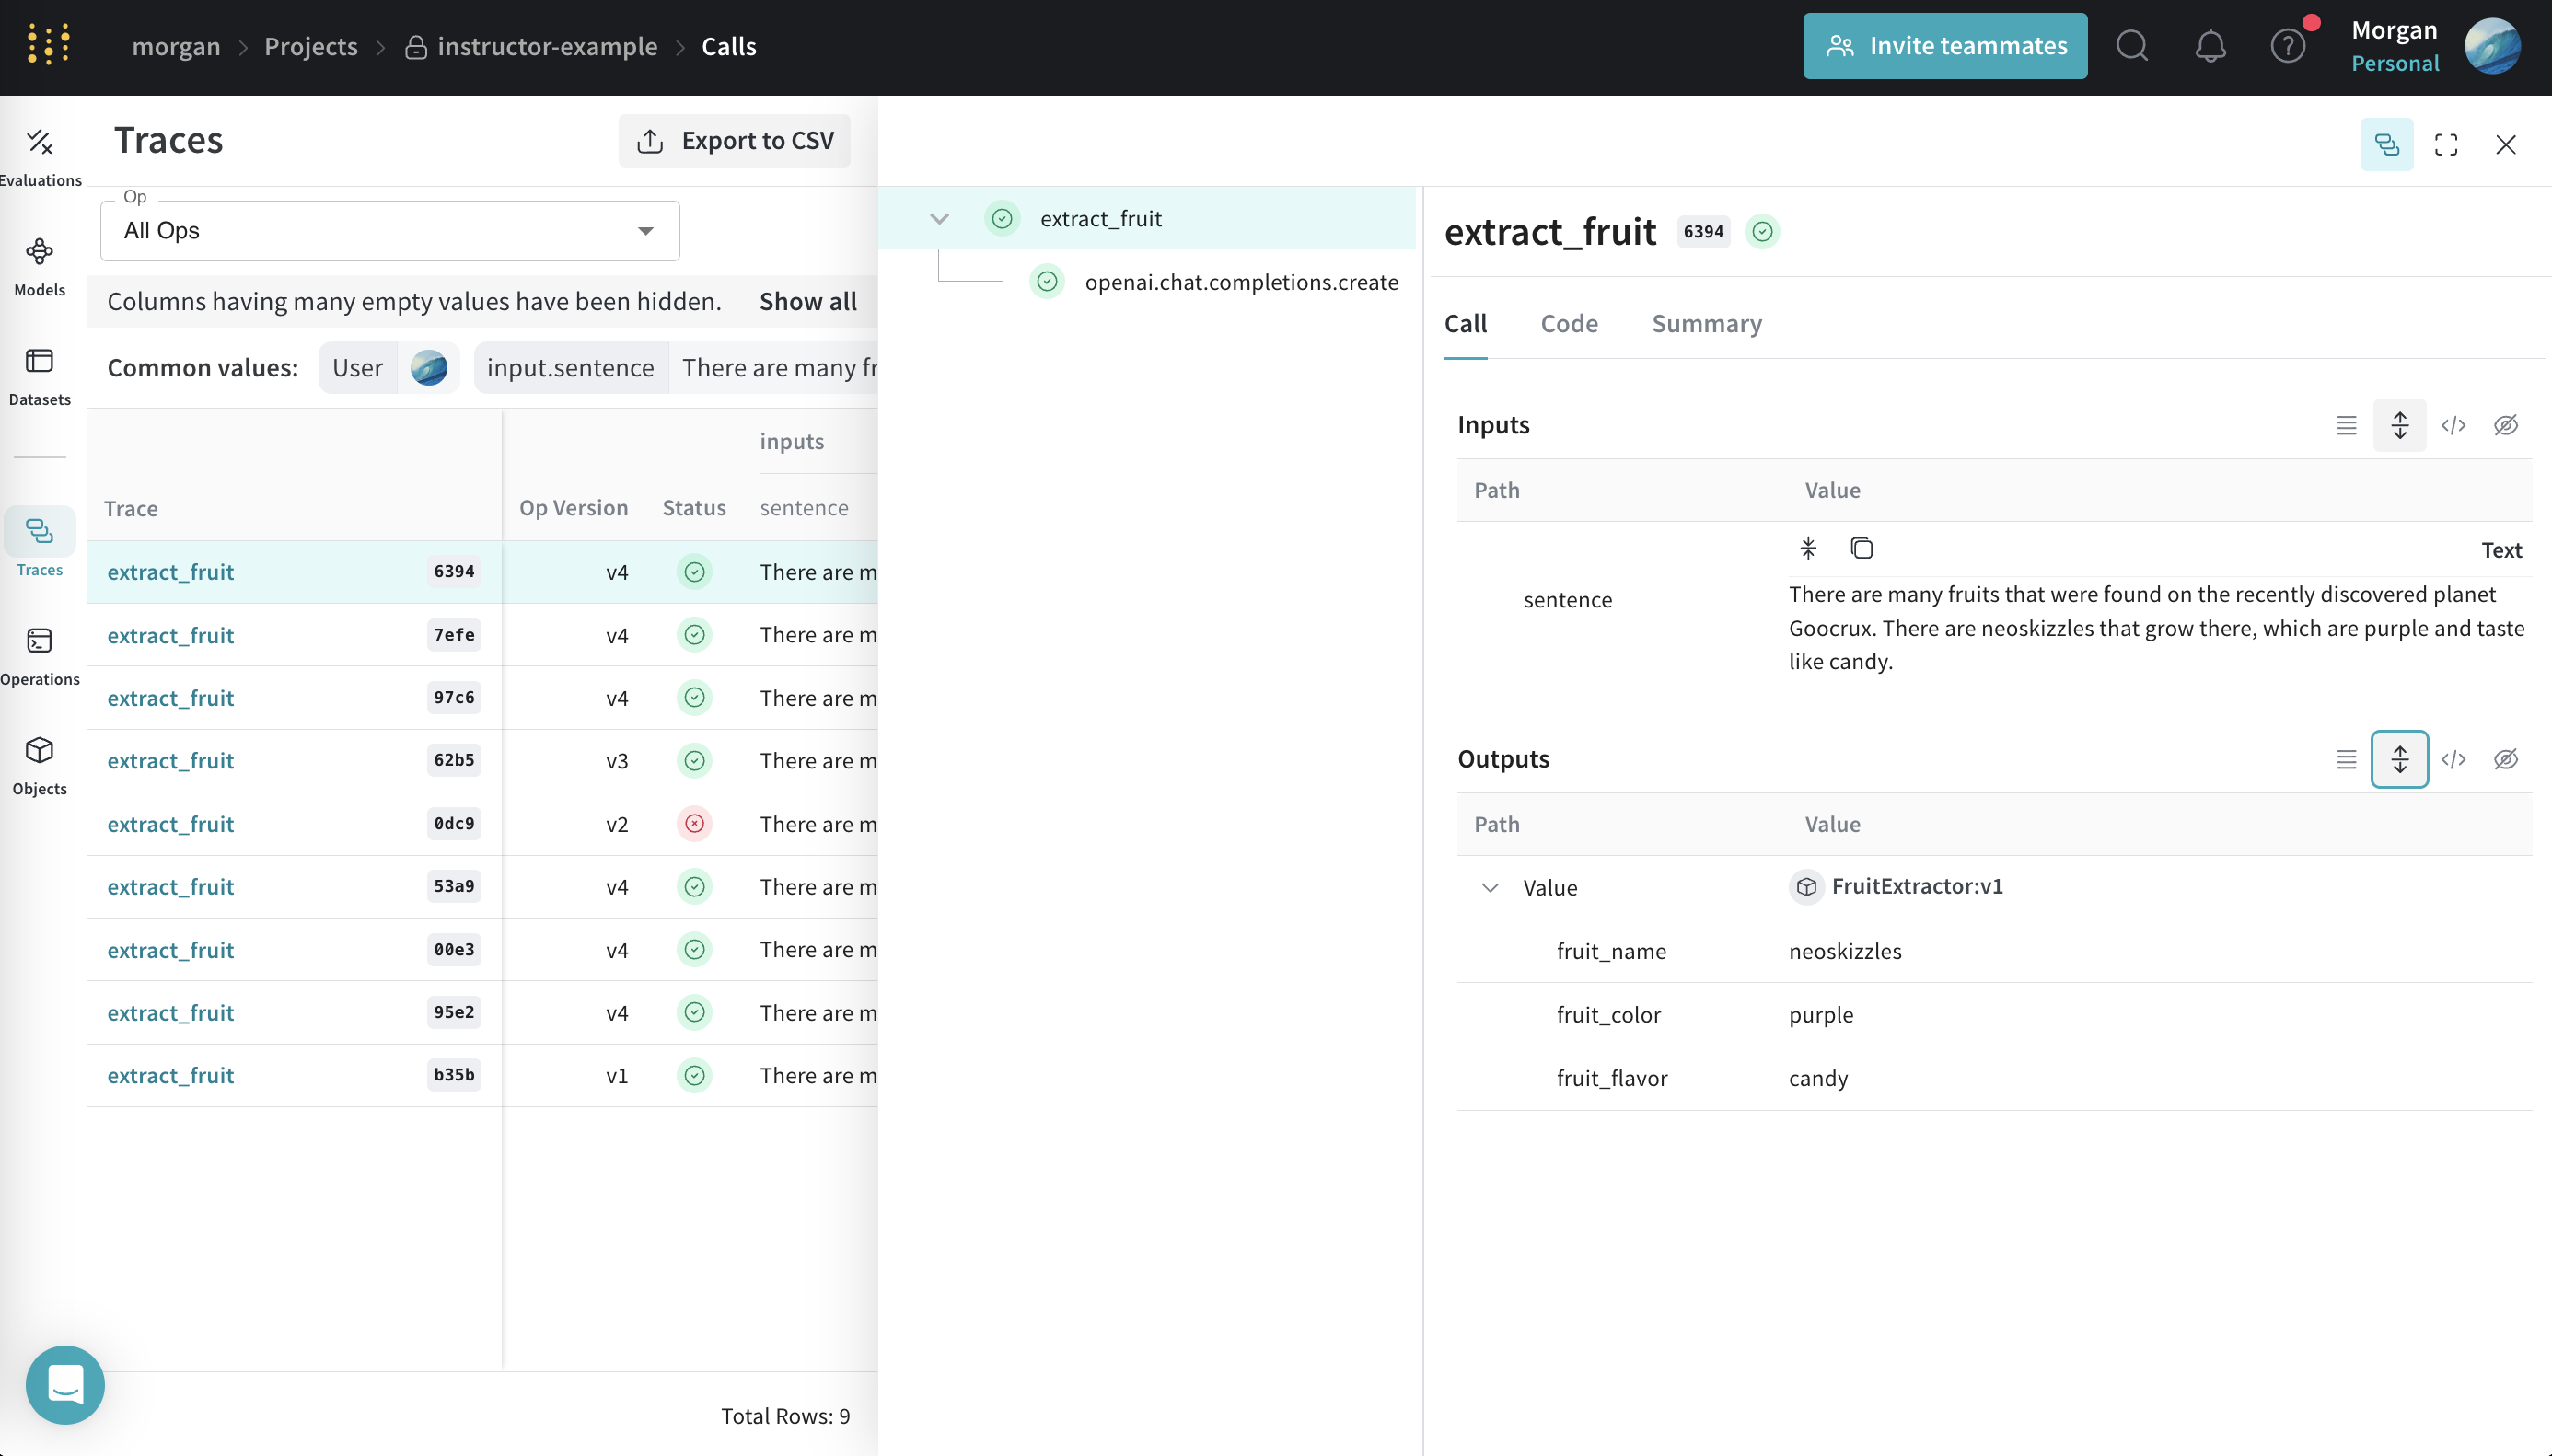 morgan > Projects > instructor-example > Calls
Invite teammates
?
Morgan
Personal
Evaluations
Models
Datasets
Traces
Operations
Objects
Traces
Export to CSV
Op
All Ops
Columns having many empty values have been hidden. Show all
Common values: User input.sentence There are many fr
inputs
Trace Op Version Status sentence
extract_fruit 6394 v4 There are m
extract_fruit 7efe v4 There are m
extract_fruit 97c6 v4 There are m
extract_fruit 62b5 v3 There are m
extract_fruit 0dc9 v2 There are m
extract_fruit 53a9 v4 There are m
extract_fruit 00e3 v4 There are m
extract_fruit 95e2 v4 There are m
extract_fruit b35b v1 There are m
Total Rows: 9
extract_fruit
openai.chat.completions.create
extract_fruit 6394
Call Code Summary
Inputs
</>
Path Value
Text
sentence
There are many fruits that were found on the recently discovered planet
Goocrux. There are neoskizzles that grow there, which are purple and taste
like candy.
Outputs
</>
Path Value
Value FruitExtractor:v1
fruit_name neoskizzles
fruit_color purple
fruit_flavor candy